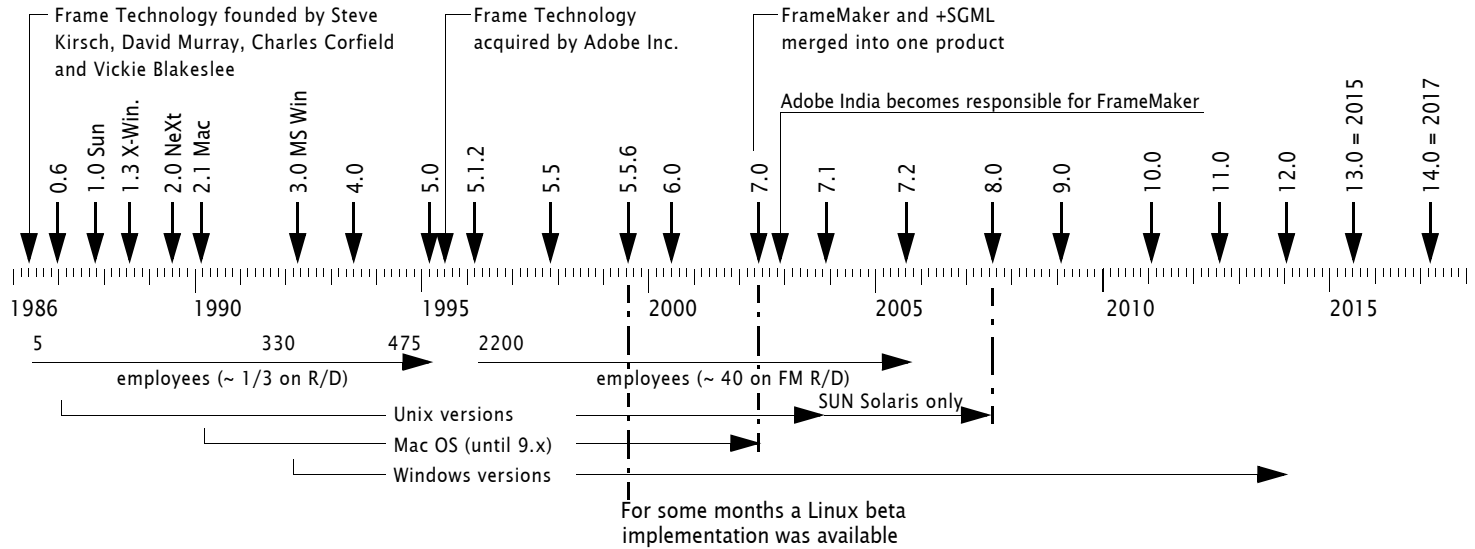 Frame Technology founded by Steve
Kirsch, David Murray, Charles Corfield
and Vickie Blakeslee
Frame Technology
acquired by Adobe Inc.
FrameMaker and +SGML
merged into one product
Adobe India becomes responsible for FrameMaker
0.6
1.0 Sun
1.3 X-Win.
2.0 NeXt
2.1 Mac
3.0 MS Win
4.0
5.0
5.1.2
5.5
5.5.6
6.0
7.0
7.1
7.2
8.0
9.0
10.0
11.0
12.0
13.0 = 2015
14.0 = 2017
1986 1990 1995 2000 2005 2010 2015
5 330 475 2200
employees (~ 1/3 on R/D) employees (~ 40 on FM R/D)
Unix versions SUN Solaris only
Mac OS (until 9.x)
Windows versions
For some months a Linux beta
implementation was available